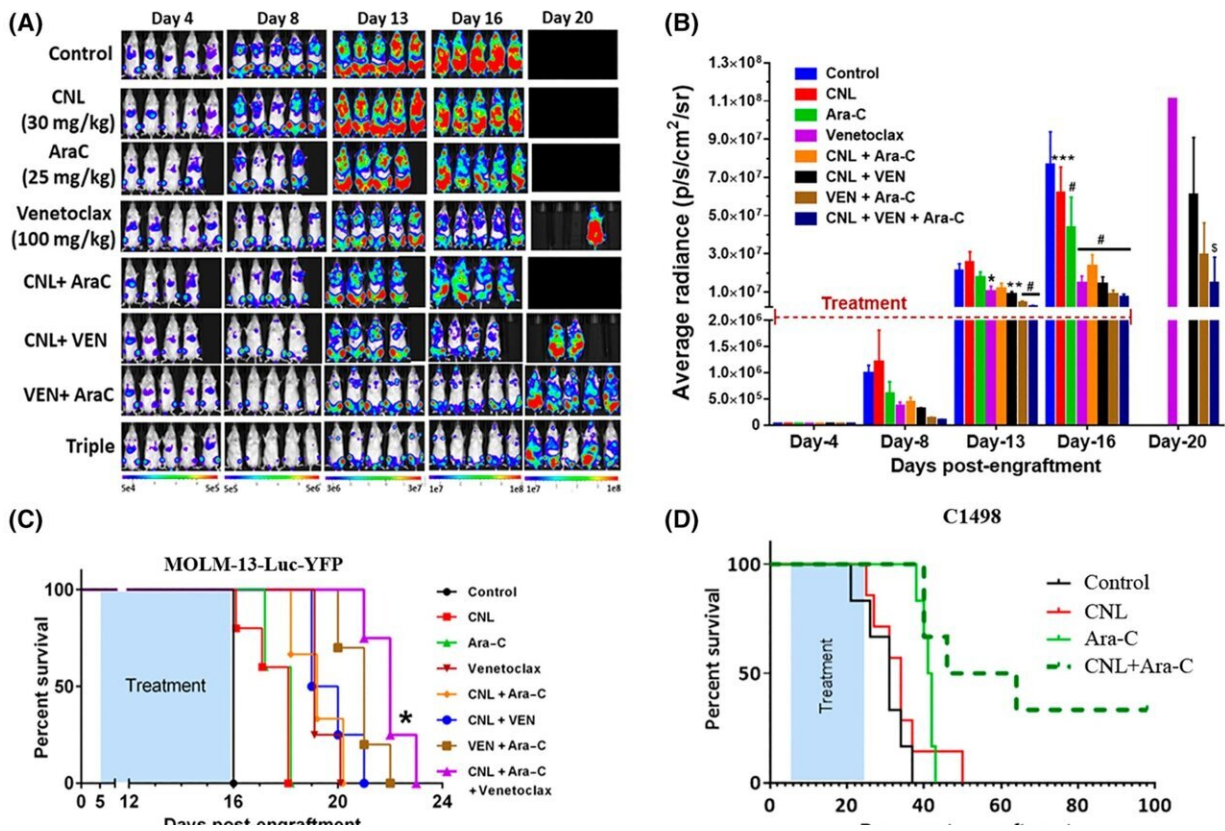 (A)
Day 4 Day 8 Day 13 Day 16 Day 20
Control
CNL
(30 mg/kg)
AraC
(25 mg/kg)
Venetoclax
(100 mg/kg)
CNL+ AraC
CNL+ VEN
VEN+ AraC
Triple
5e4 5e5 5e5 5e6 3e6 3e7 1e7 1e8 1e7 1e8
(B)
Average radiance (p/s/cm²/sr)
1.3×10⁸
1.1×10⁸
9.0×10⁷
7.0×10⁷
5.0×10⁷
3.0×10⁷
1.0×10⁷
2.0×10⁶
1.5×10⁶
1.0×10⁶
5.0×10⁵
0
Control
CNL
Ara-C
Venetoclax
CNL + Ara-C
CNL + VEN
VEN + Ara-C
CNL + VEN + Ara-C
Treatment
* ** # *** # # $
Day-4 Day-8 Day-13 Day-16 Day-20
Days post-engraftment
(C)
MOLM-13-Luc-YFP
Percent survival
100
50
0
Treatment
*
0 5 12 16 20 24
Days post-engraftment
Control
CNL
Ara-C
Venetoclax
CNL + Ara-C
CNL + VEN
VEN + Ara-C
CNL + Ara-C
+Venetoclax
(D)
C1498
Percent survival
100
50
0
Treatment
0 20 40 60 80 100
Control
CNL
Ara-C
CNL+Ara-C